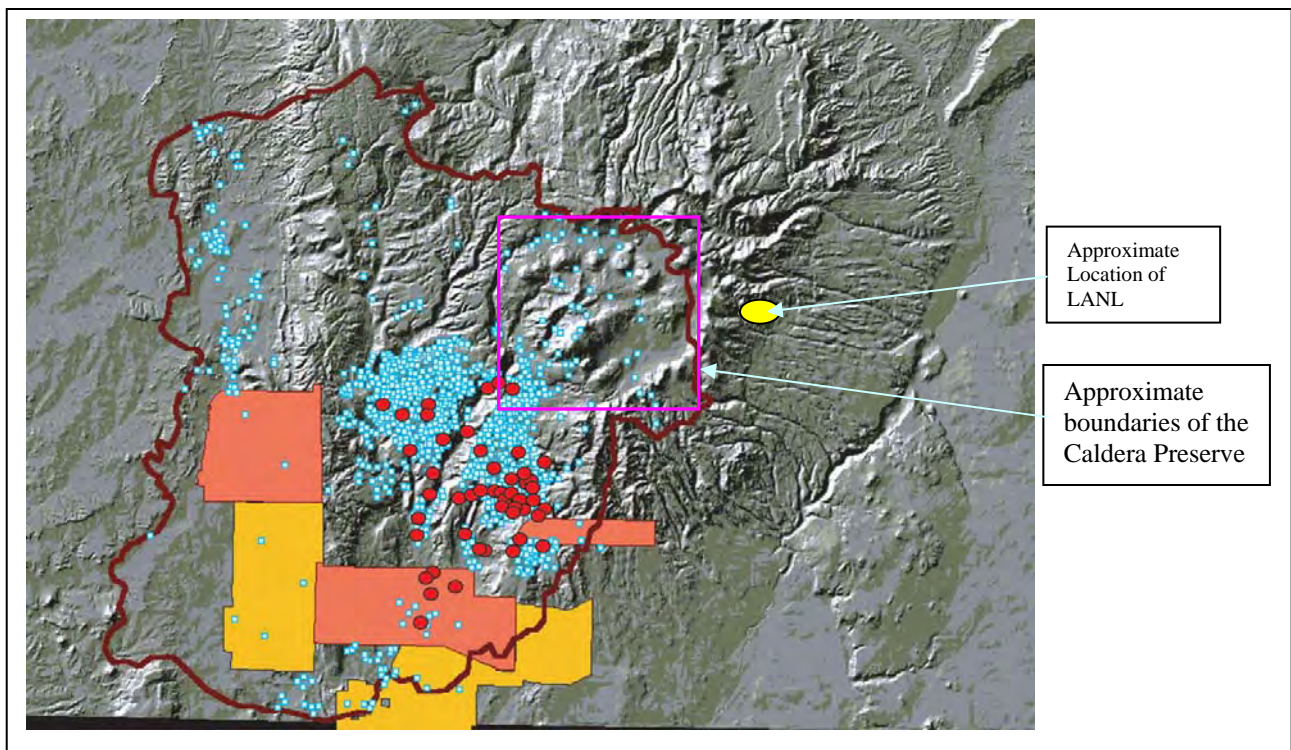 Approximate
Location of
LANL
Approximate
boundaries of the
Caldera Preserve